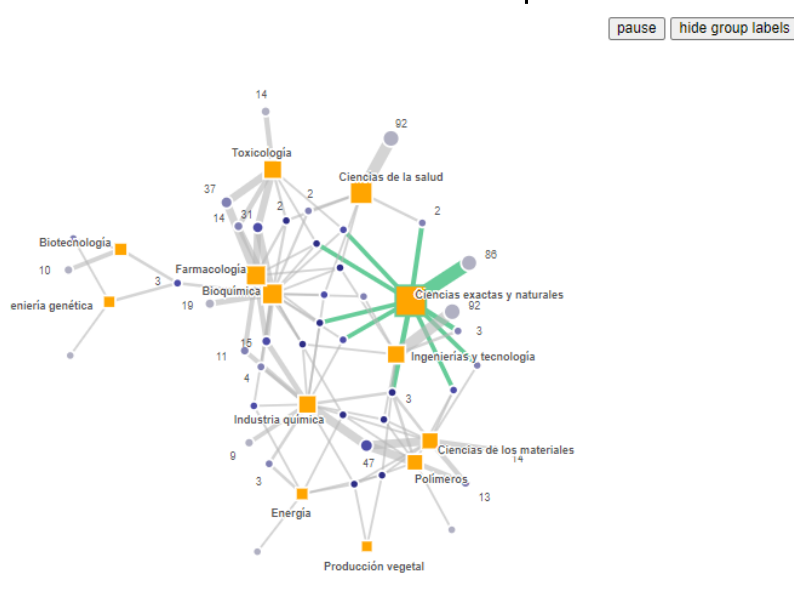 pause hide group labels
14
92
Toxicología
Ciencias de la salud
37
2
2
2
14 31
Biotecnología
86
Farmacología
10
3
Bioquímica
Ciencias exactas y naturales
eniería genética
19
92
3
15
11
Ingenierías y tecnología
4
3
Industria química
Ciencias de los materiales
9
47
14
3
Polímeros
13
Energía
Producción vegetal